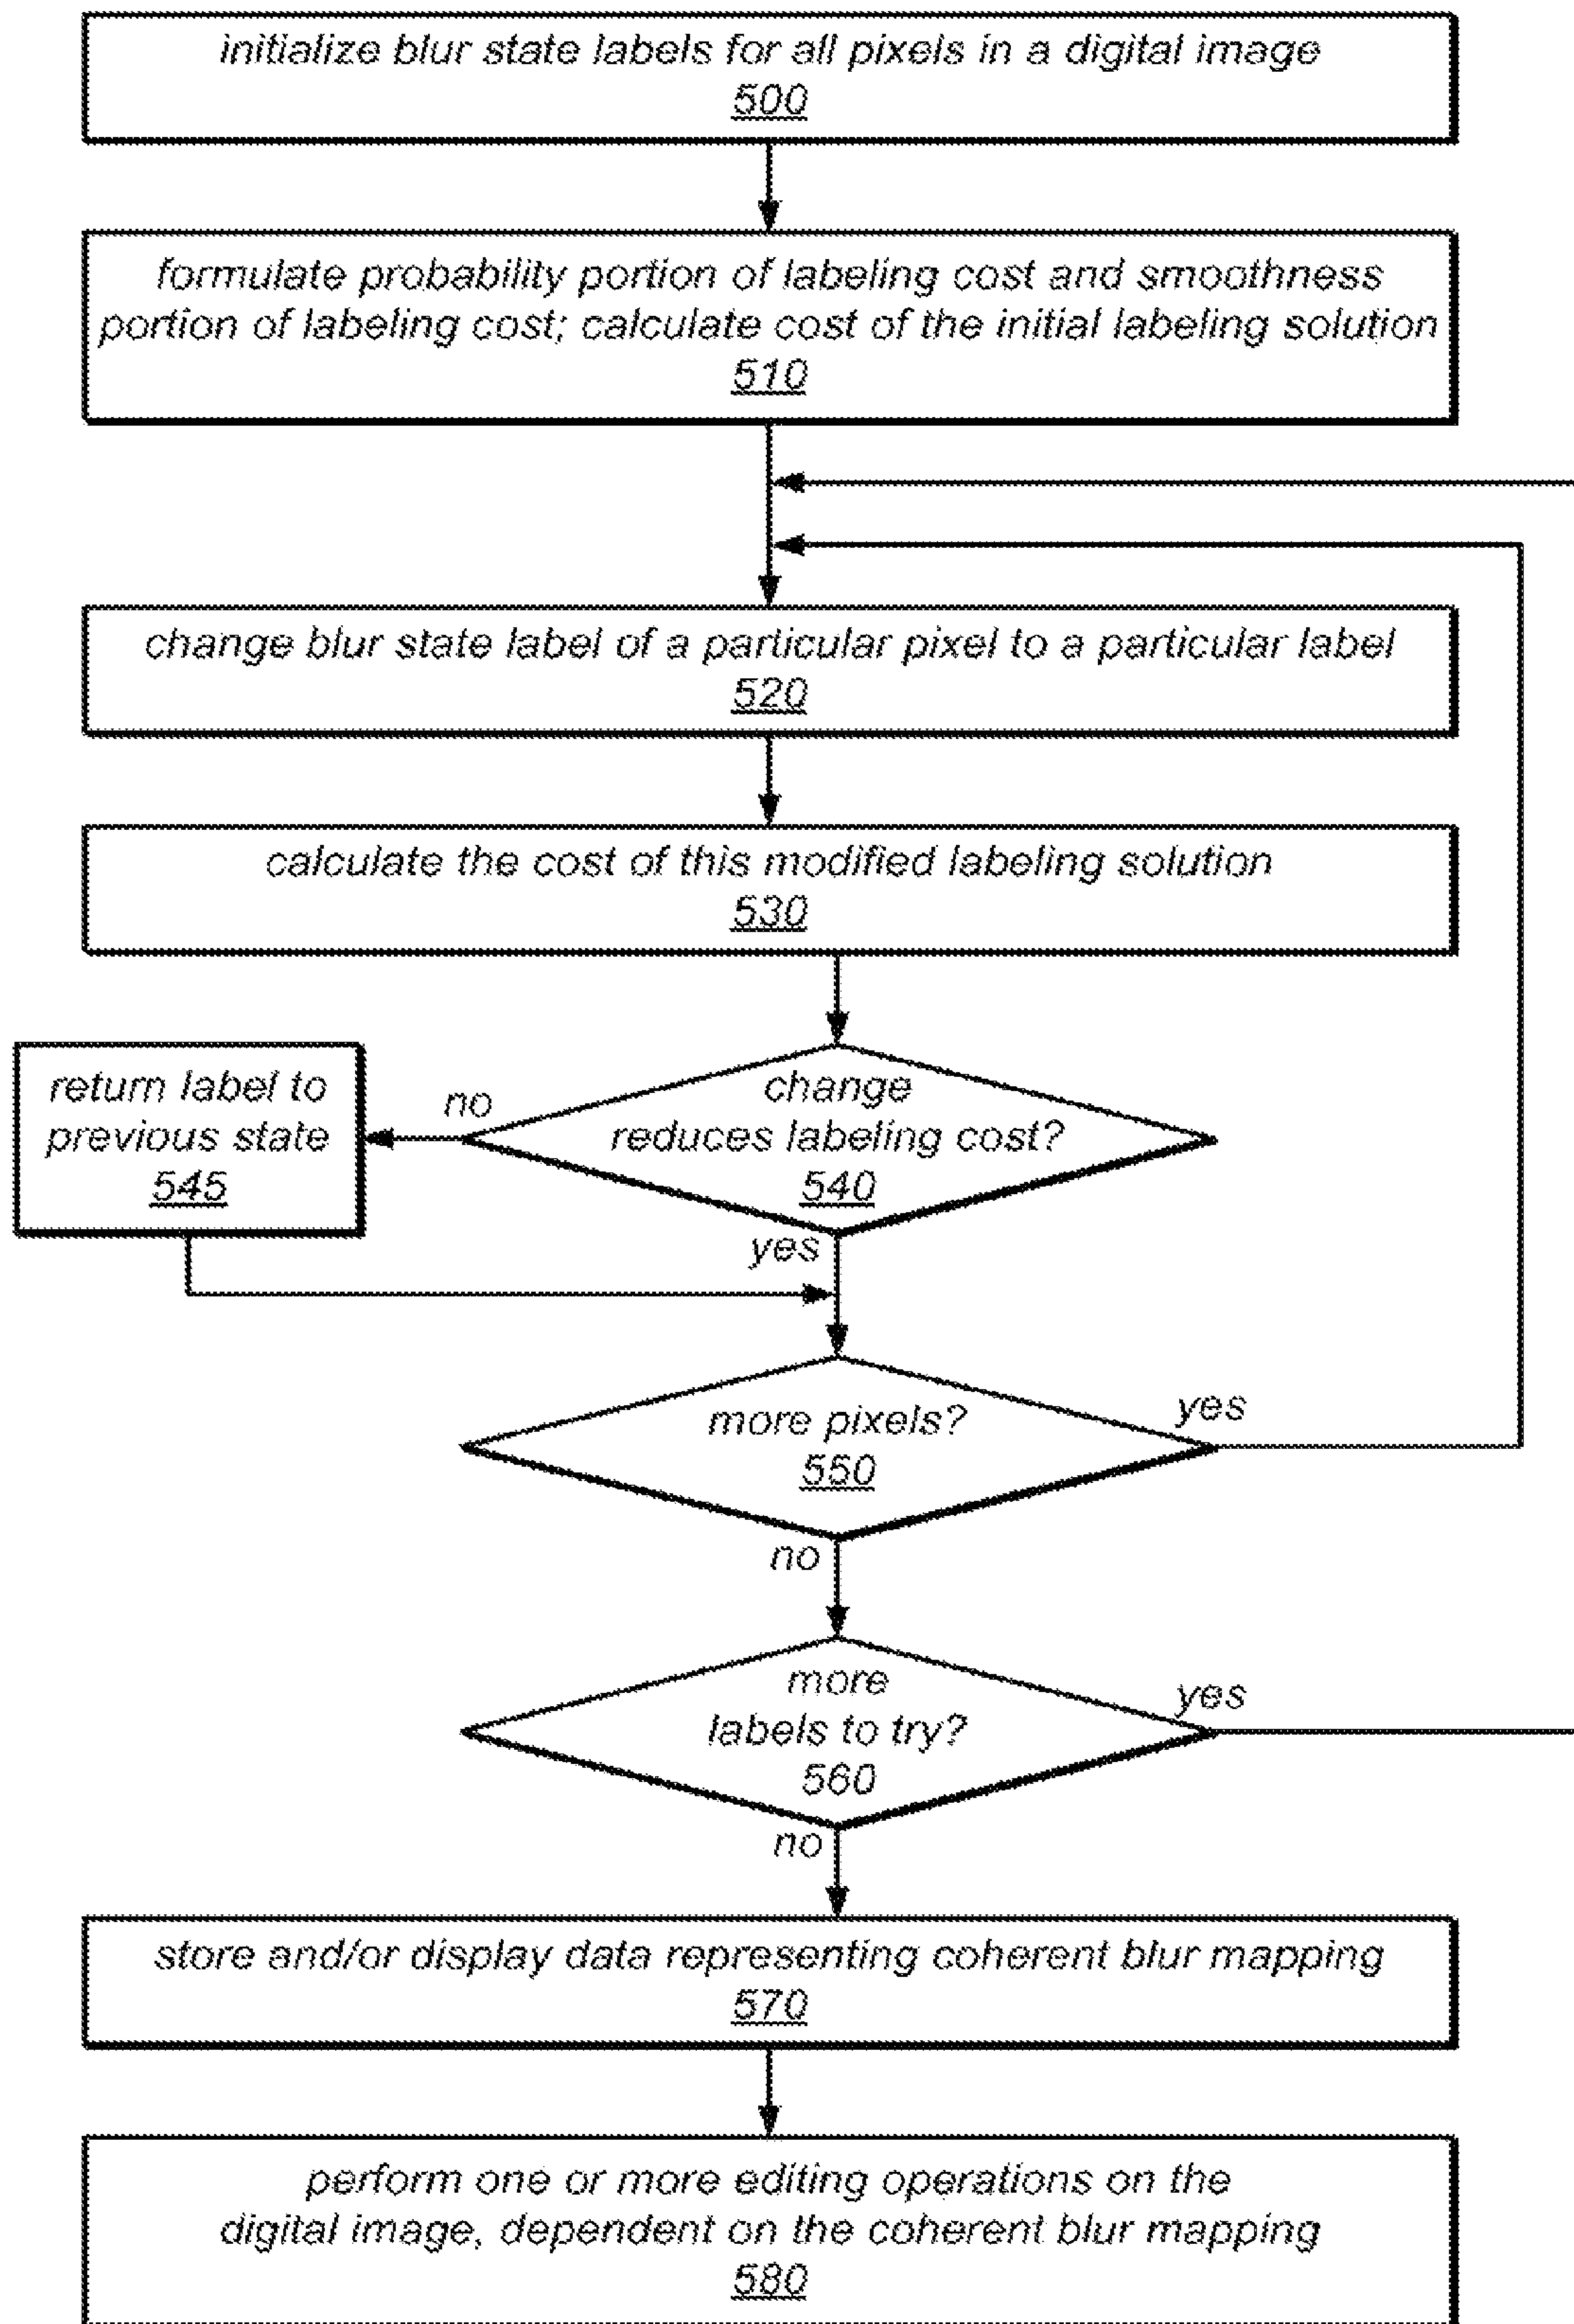 initialize blur state labels for all pixels in a digital image
500
formulate probability portion of labeling cost and smoothness
portion of labeling cost; calculate cost of the initial labeling solution
510
change blur state label of a particular pixel to a particular label
520
calculate the cost of this modified labeling solution
530
change
reduces labeling cost?
540
no
return label to
previous state
545
yes
more pixels?
550
yes
no
more
labels to try?
560
yes
no
store and/or display data representing coherent blur mapping
570
perform one or more editing operations on the
digital image, dependent on the coherent blur mapping
580